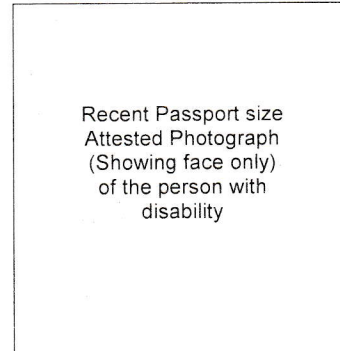 Recent Passport size
Attested Photograph
(Showing face only)
of the person with
disability